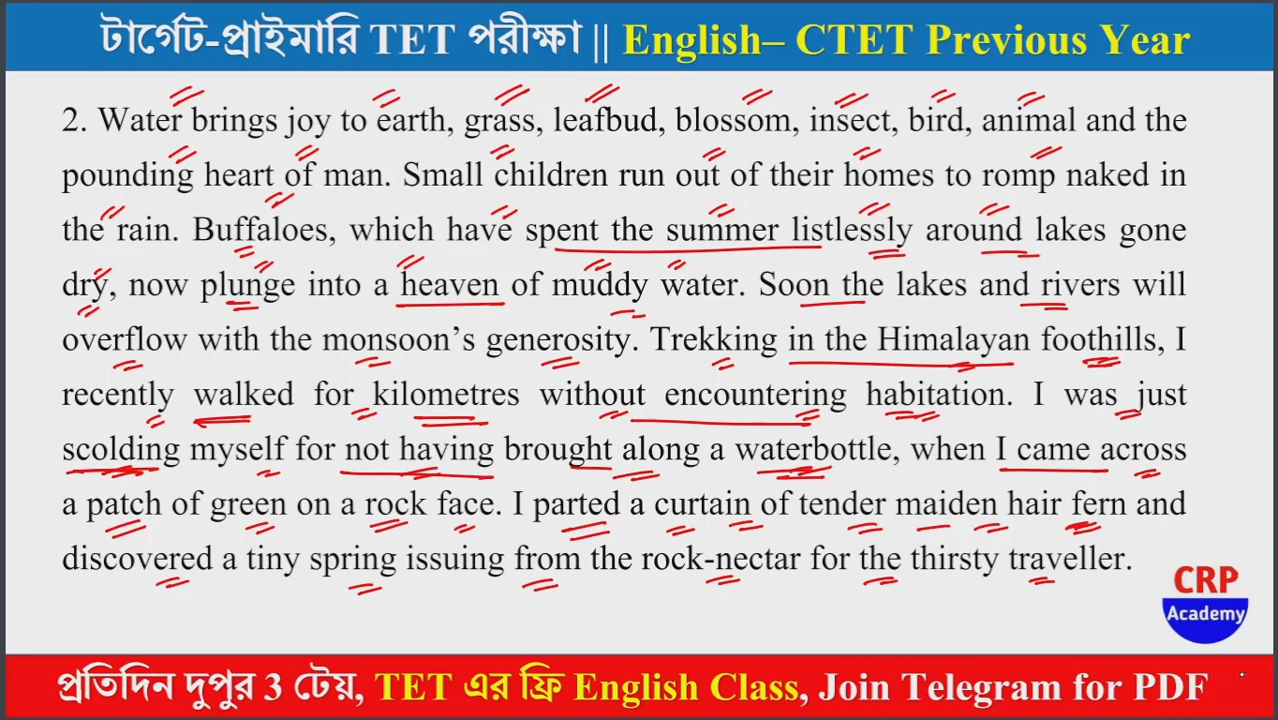 টার্গেট-প্রাইমারি TET পরীক্ষা || English– CTET Previous Year
2. Water brings joy to earth, grass, leafbud, blossom, insect, bird, animal and the
pounding heart of man. Small children run out of their homes to romp naked in
the rain. Buffaloes, which have spent the summer listlessly around lakes gone
dry, now plunge into a heaven of muddy water. Soon the lakes and rivers will
overflow with the monsoon’s generosity. Trekking in the Himalayan foothills, I
recently walked for kilometres without encountering habitation. I was just
scolding myself for not having brought along a waterbottle, when I came across
a patch of green on a rock face. I parted a curtain of tender maiden hair fern and
discovered a tiny spring issuing from the rock-nectar for the thirsty traveller.
CRP
Academy
প্রতিদিন দুপুর 3 টেয়, TET এর ফ্রি English Class, Join Telegram for PDF